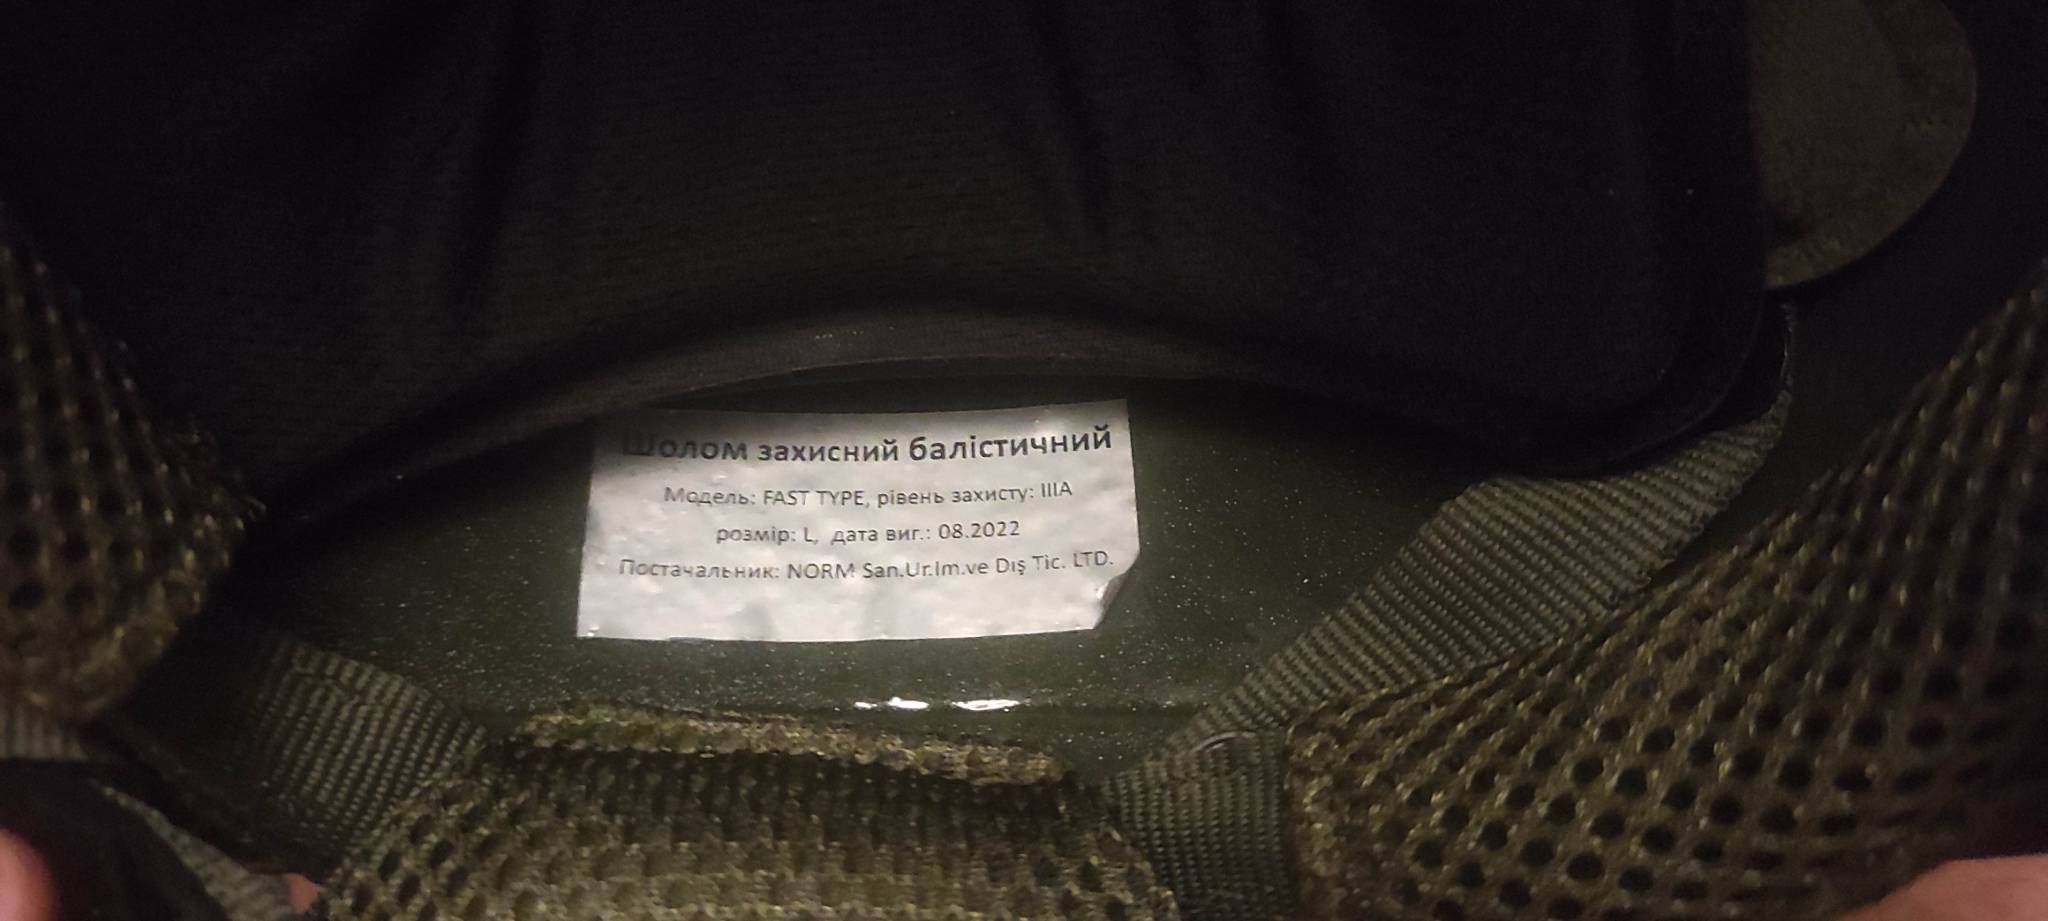 Шолом захисний балістичний
Модель: FAST TYPE, рівень захисту: IIIA
розмір: L, дата виг.: 08.2022
Постачальник: NORM San.Ur.Im.ve Dış Tic. LTD.